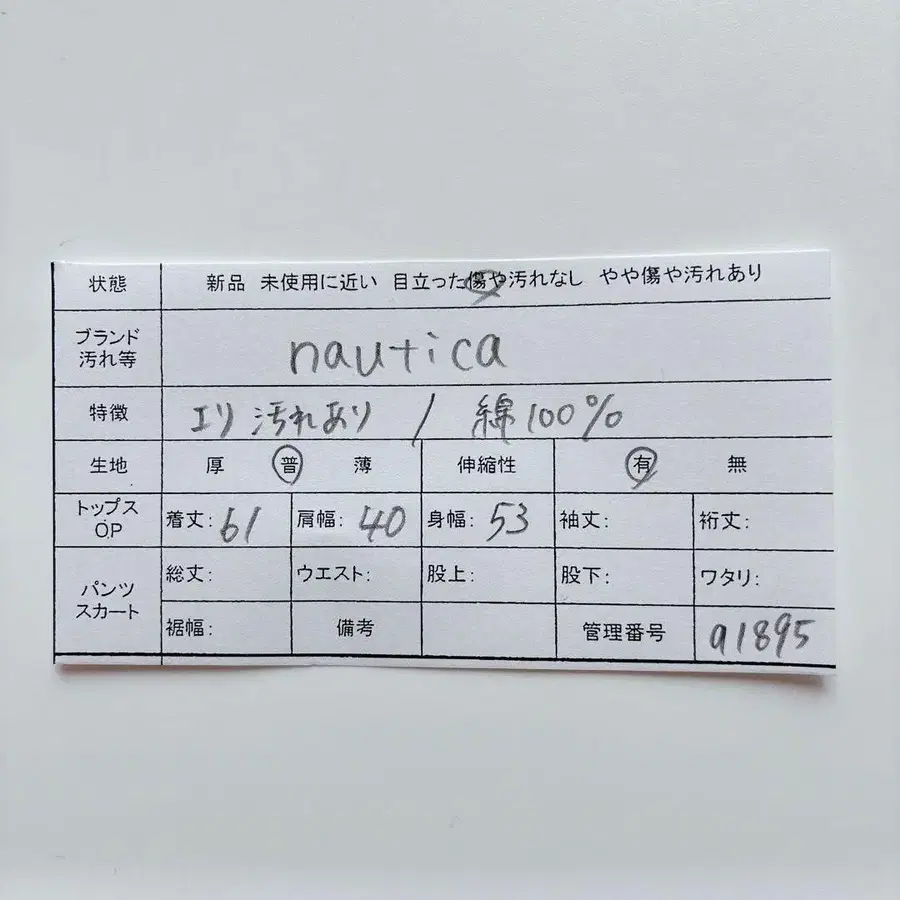 状態 新品 未使用に近い 目立った傷や汚れなし やや傷や汚れあり
ブランド
汚れ等 nautica
特徴 エリ 汚れあり / 綿100%
生地 厚 普 薄 伸縮性 有 無
トップス
O.P 着丈: 61 肩幅: 40 身幅: 53 袖丈: 裄丈:
パンツ
スカート 総丈: ウエスト: 股上: 股下: ワタリ:
裾幅: 備考 管理番号 a1895